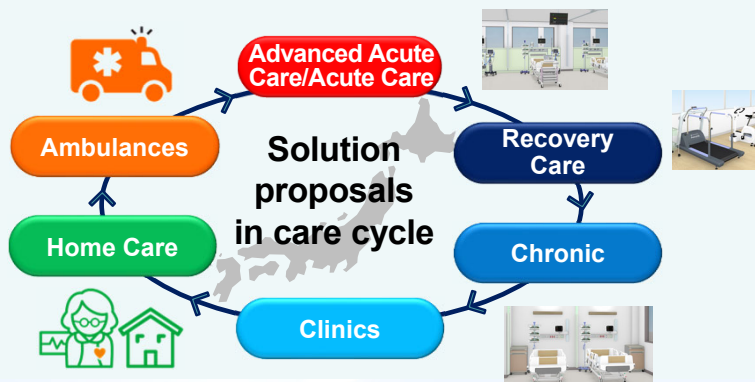 Advanced Acute
Care/Acute Care
Ambulances
Solution
proposals
in care cycle
Recovery
Care
Home Care
Chronic
Clinics